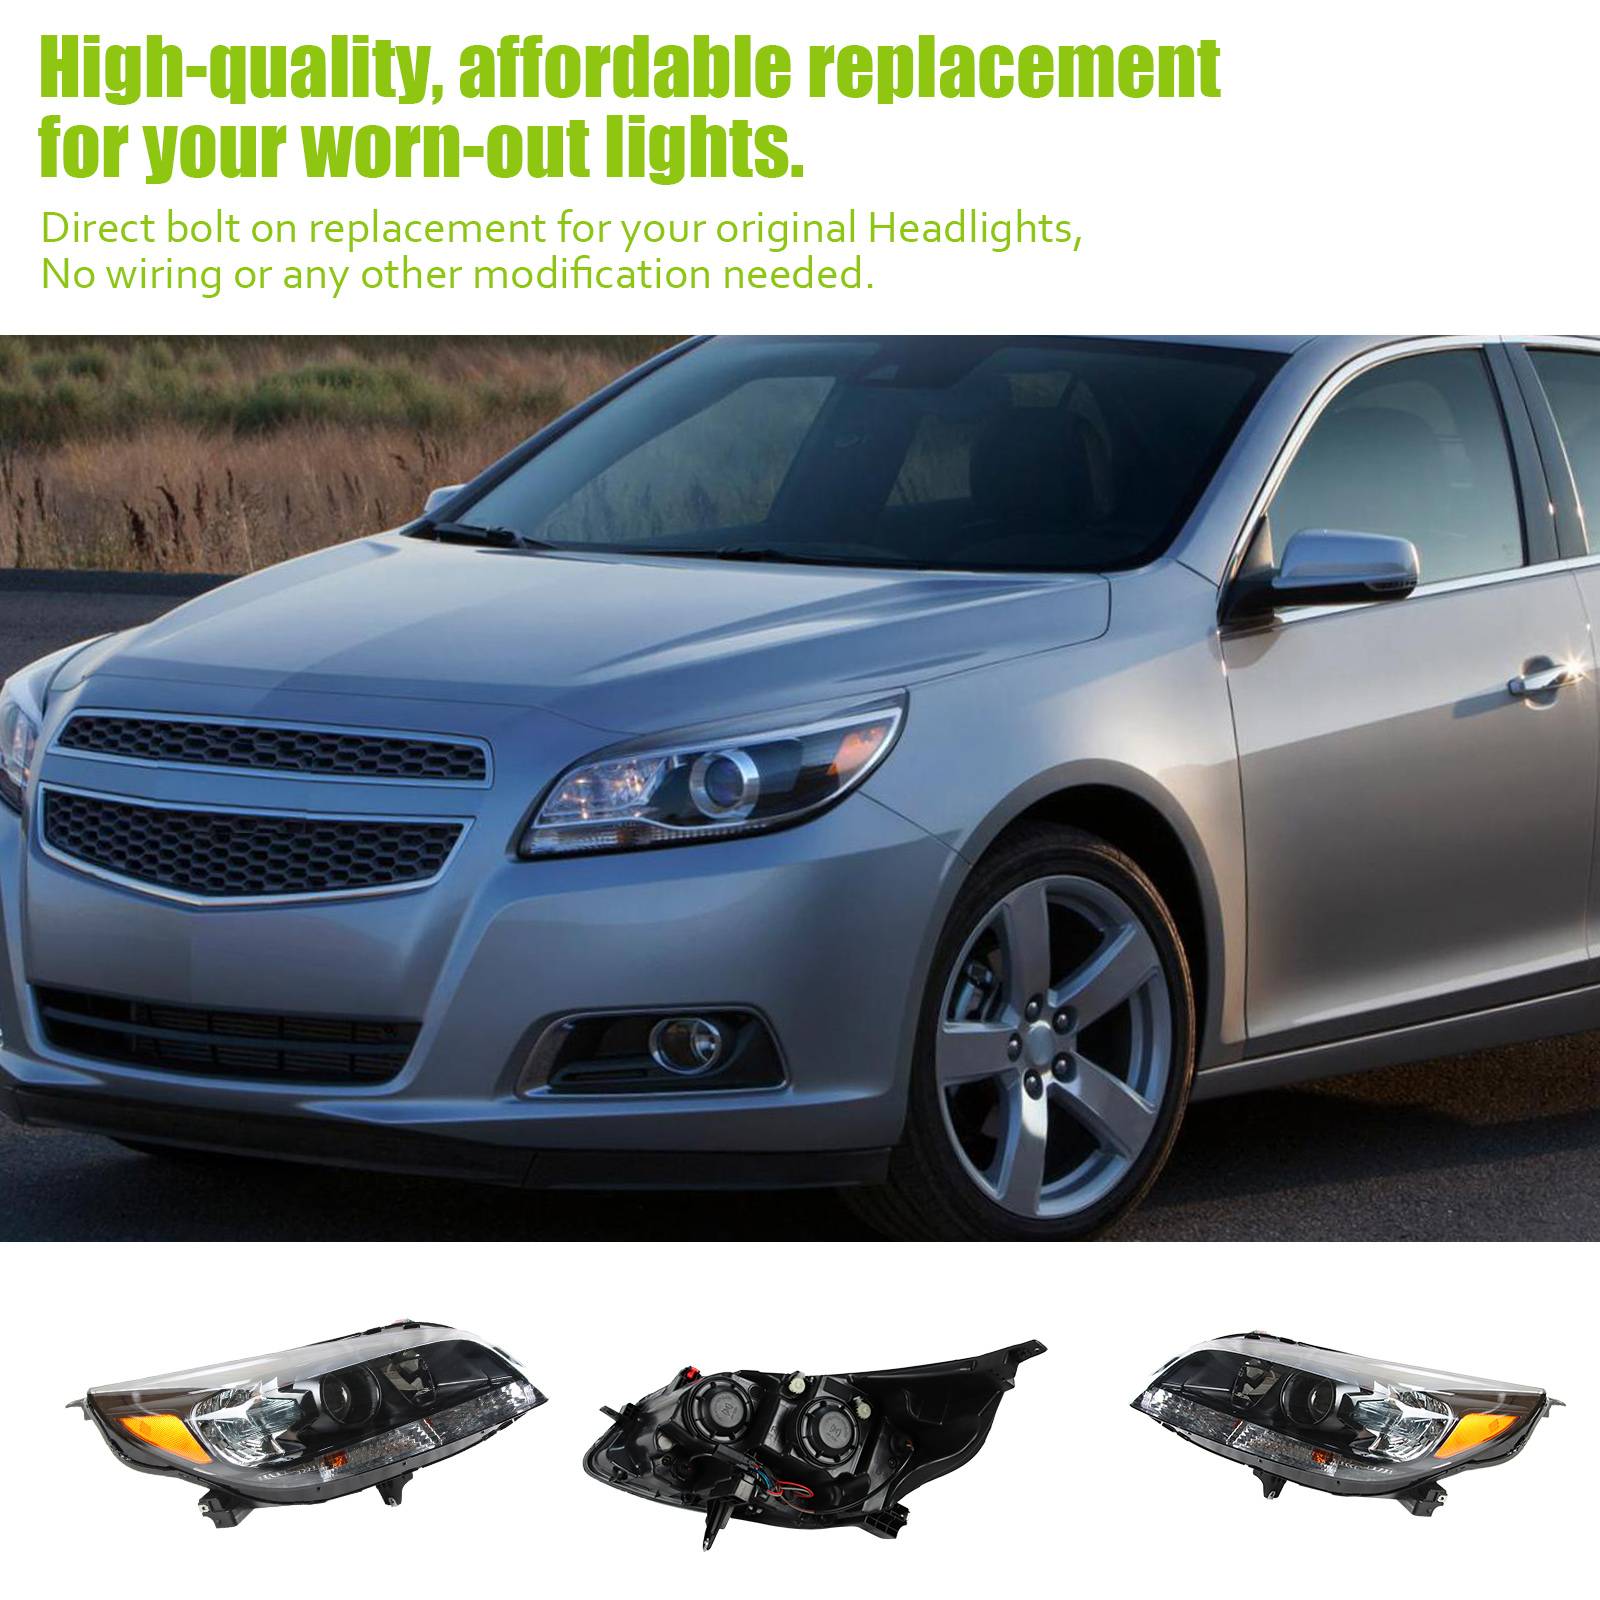 High-quality, affordable replacement
for your worn-out lights.
Direct bolt on replacement for your original Headlights,
No wiring or any other modification needed.